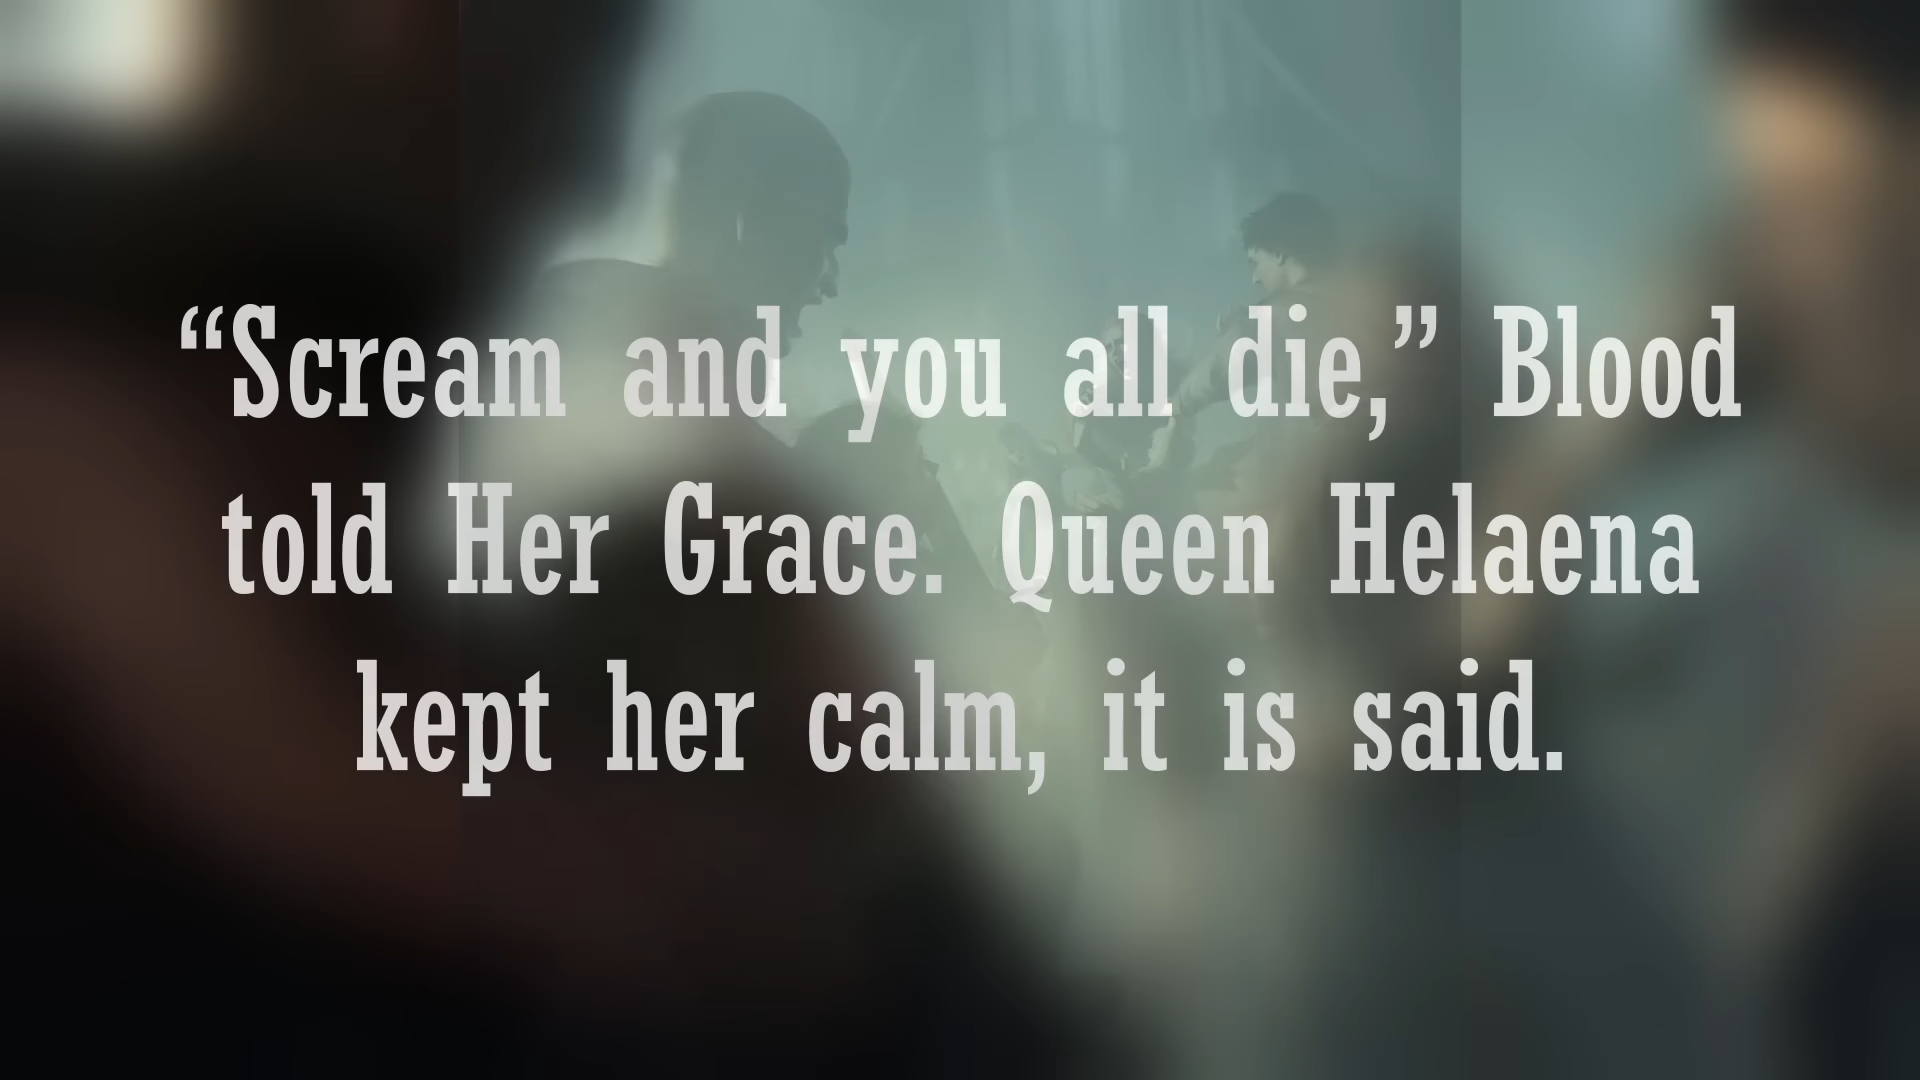 “Scream and you all die,” Blood
told Her Grace. Queen Helaena
kept her calm, it is said.